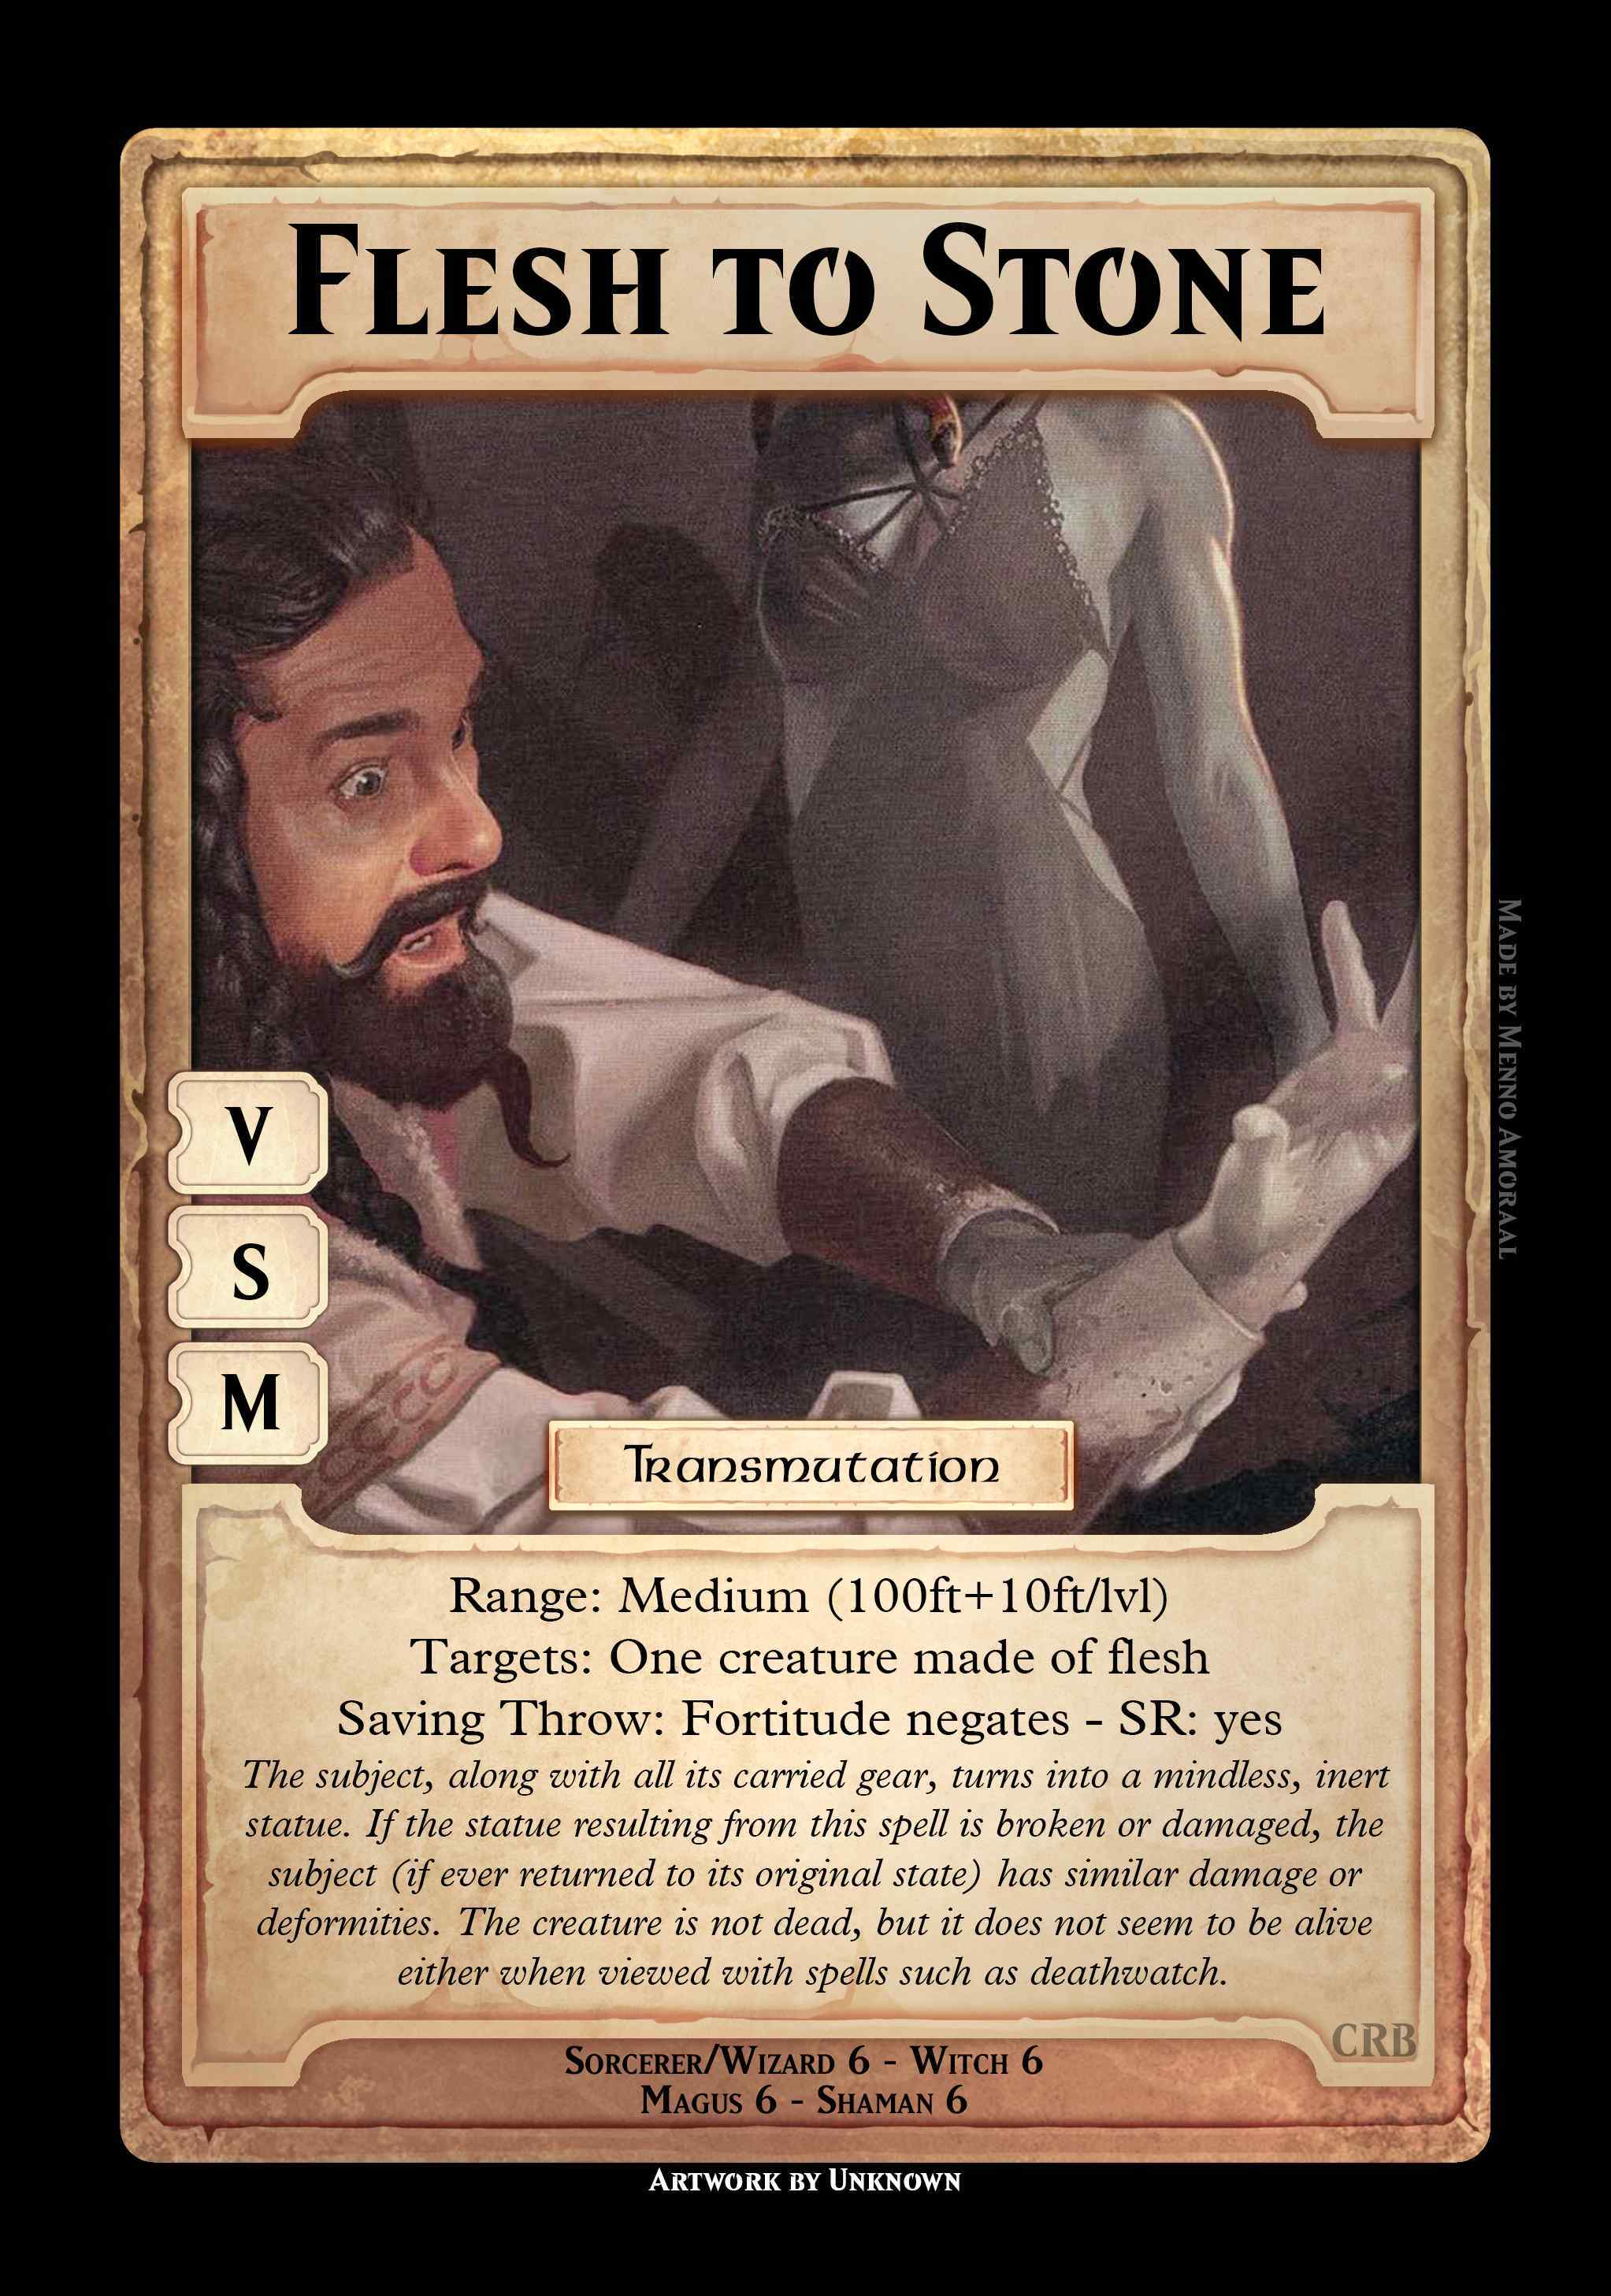 Flesh to Stone
V
S
M
Made by Menno Amoraal
Transmutation
Range: Medium (100ft+10ft/lvl)
Targets: One creature made of flesh
Saving Throw: Fortitude negates - SR: yes
The subject, along with all its carried gear, turns into a mindless, inert
statue. If the statue resulting from this spell is broken or damaged, the
subject (if ever returned to its original state) has similar damage or
deformities. The creature is not dead, but it does not seem to be alive
either when viewed with spells such as deathwatch.
CRB
Sorcerer/Wizard 6 - Witch 6
Magus 6 - Shaman 6
Artwork by Unknown